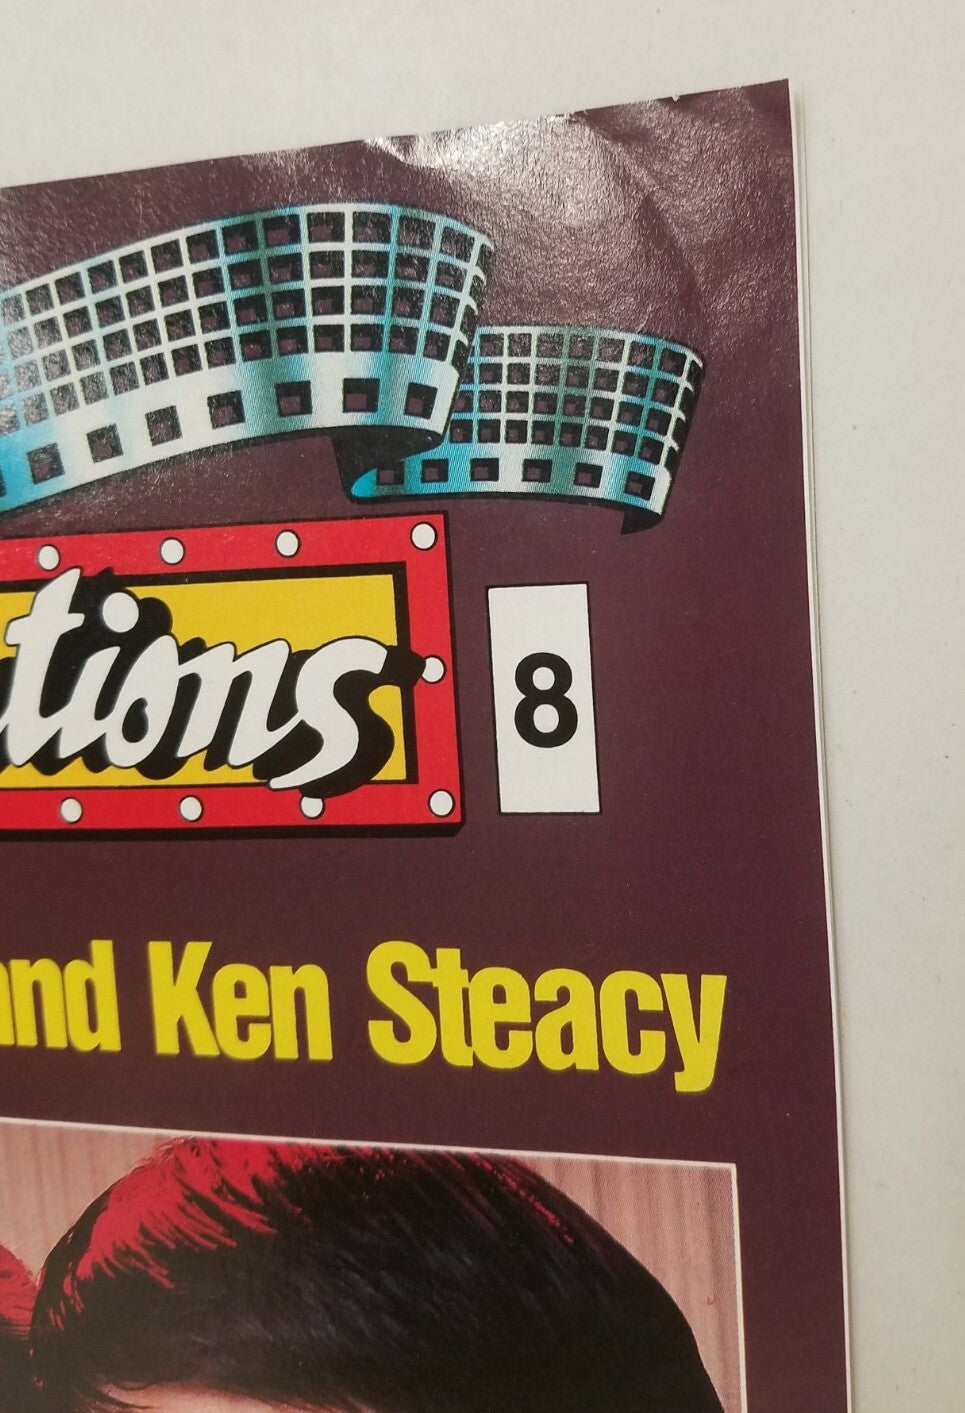 tions
8
and Ken Steacy